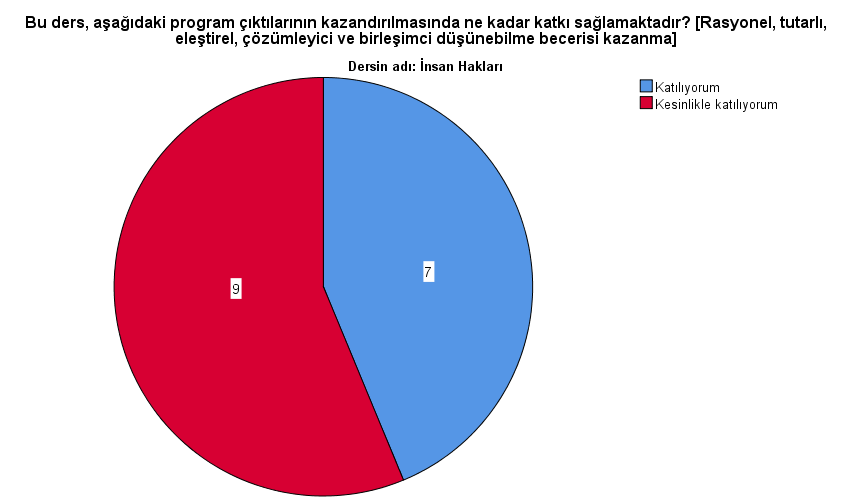 Bu ders, aşağıdaki program çıktılarının kazandırılmasında ne kadar katkı sağlamaktadır? [Rasyonel, tutarlı,
eleştirel, çözümleyici ve birleşimci düşünebilme becerisi kazanma]
Dersin adı: İnsan Hakları
Katılıyorum
Kesinlikle katılıyorum
7
9